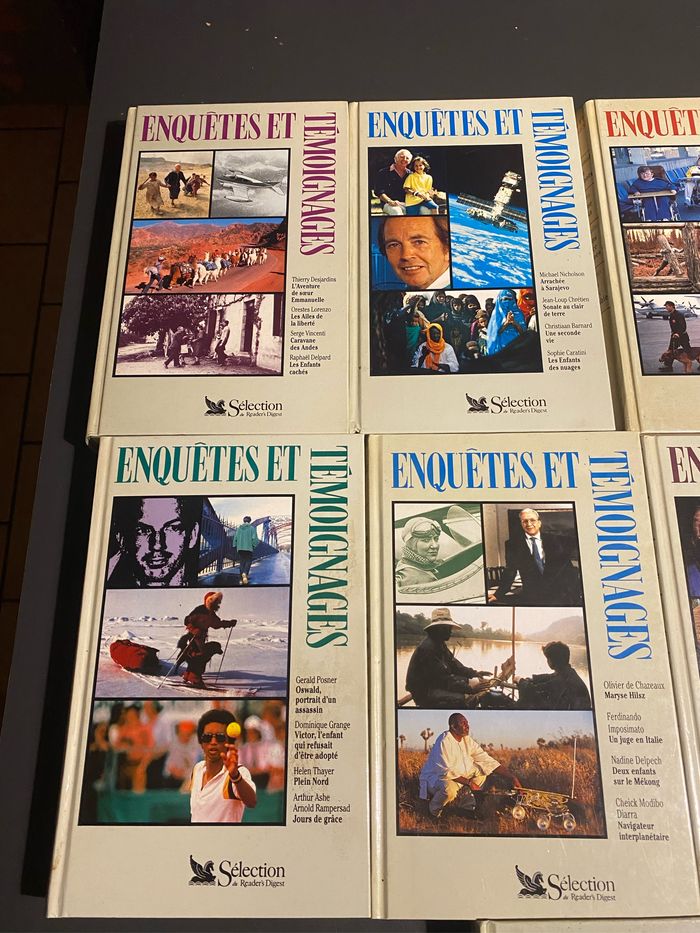 ENQUÊTES ET
TÉMOIGNAGES
Thierry Desjardins
L'Aventure
de sœur
Emmanuelle
Orestes Lorenzo
Les Ailes de
la liberté
Serge Vincenti
Caravane
des Andes
Raphaël Delpard
Les Enfants
cachés
Sélection
du Reader's Digest
ENQUÊTES ET
TÉMOIGNAGES
Michael Nicholson
Arrachée
à Sarajevo
Jean-Loup Chrétien
Sonate au clair
de terre
Christiaan Barnard
Une seconde
vie
Sophie Caratini
Les Enfants
des nuages
Sélection
du Reader's Digest
ENQUÊT
ENQUÊTES ET
TÉMOIGNAGES
Gerald Posner
Oswald,
portrait d'un
assassin
Dominique Grange
Victor, l'enfant
qui refusait
d'être adopté
Helen Thayer
Plein Nord
Arthur Ashe
Arnold Rampersad
Jours de grâce
Sélection
du Reader's Digest
ENQUÊTES ET
TÉMOIGNAGES
Olivier de Chazeaux
Maryse Hilsz
Ferdinando
Imposimato
Un juge en Italie
Nadine Delpech
Deux enfants
sur le Mékong
Cheick Modibo
Diarra
Navigateur
interplanétaire
Sélection
du Reader's Digest
EN